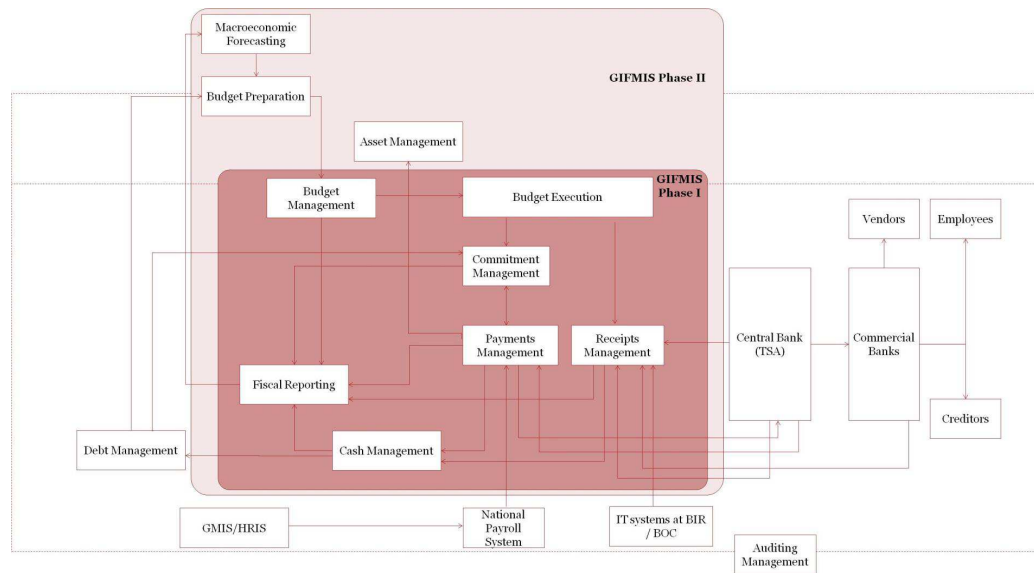 Macroeconomic
Forecasting
GIFMIS Phase II
Budget Preparation
Asset Management
GIFMIS
Phase I
Budget
Management
Budget Execution
Vendors
Employees
Commitment
Management
Payments
Management
Receipts
Management
Central Bank
(TSA)
Commercial
Banks
Fiscal Reporting
Creditors
Debt Management
Cash Management
GMIS/HRIS
National
Payroll
System
IT systems at BIR
/ BOC
Auditing
Management